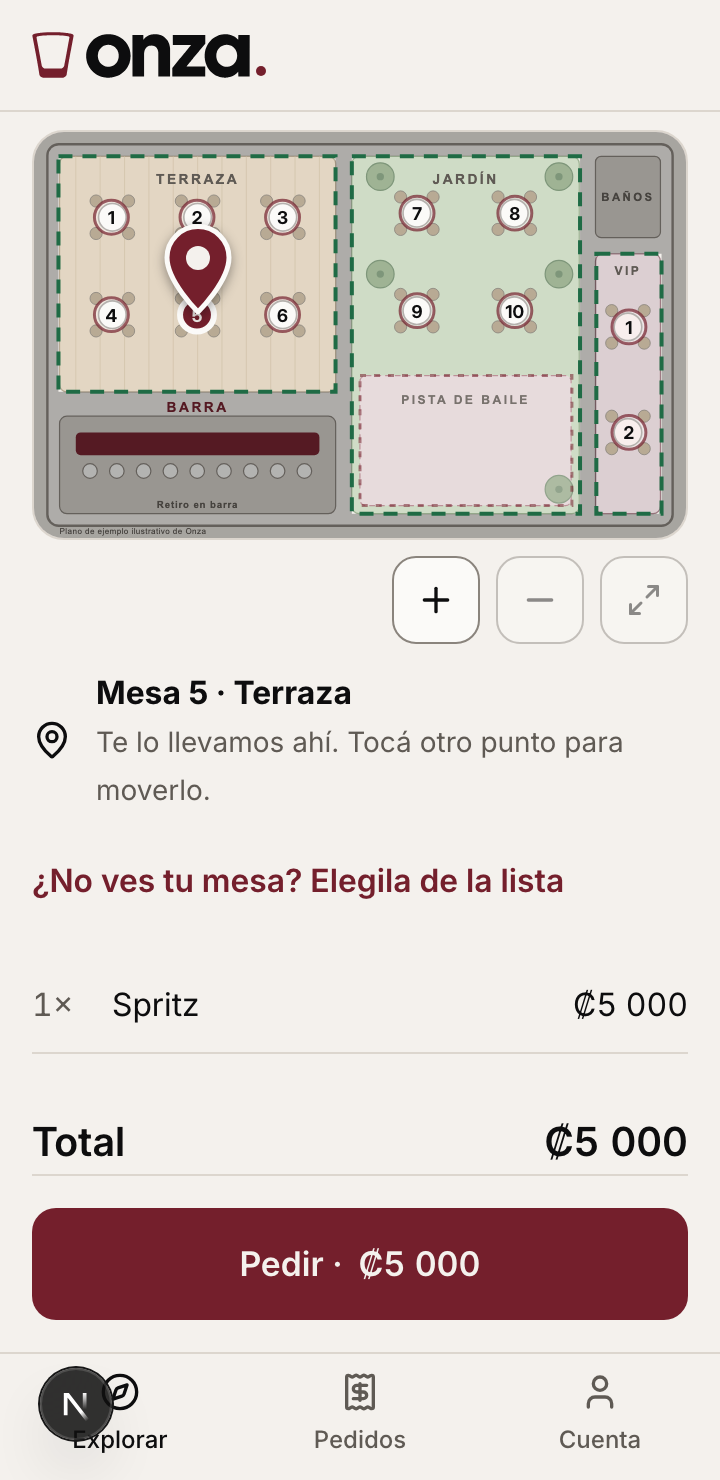 onza.
TERRAZA
JARDÍN
BAÑOS
1
2
3
7
8
VIP
4
5
6
9
10
1
BARRA
PISTA DE BAILE
2
Retiro en barra
Plano de ejemplo ilustrativo de Onza
Mesa 5 · Terraza
Te lo llevamos ahí. Tocá otro punto para
moverlo.
¿No ves tu mesa? Elegila de la lista
1× Spritz ₡5 000
Total ₡5 000
Pedir · ₡5 000
N
Explorar Pedidos Cuenta